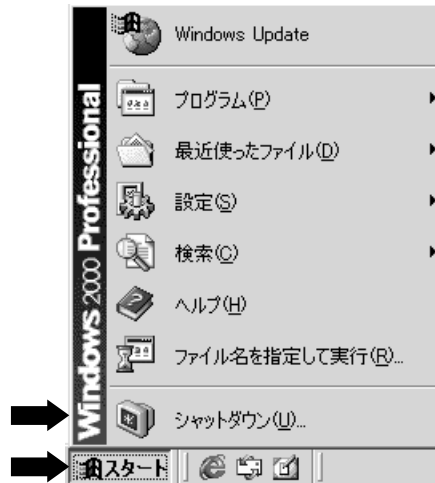 Windows 2000 Professional
Windows Update
プログラム(P)
最近使ったファイル(D)
設定(S)
検索(C)
ヘルプ(H)
ファイル名を指定して実行(R)...
シャットダウン(U)...
スタート